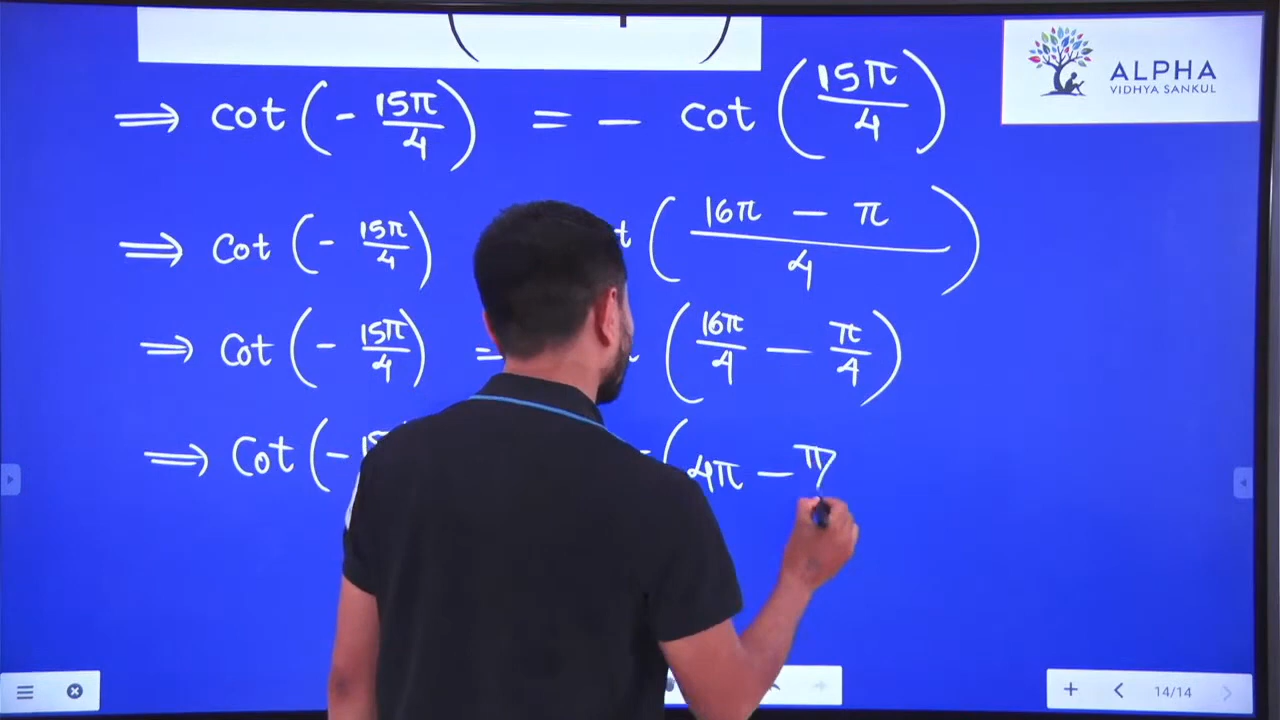 ALPHA
VIDHYA SANKUL
⟹ cot(-15π/4) = - cot(15π/4)
⟹ cot(-15π/4) t((16π - π)/4)
⟹ cot(-15π/4) = (16π/4 - π/4)
⟹ cot(-15 (4π - π
14/14